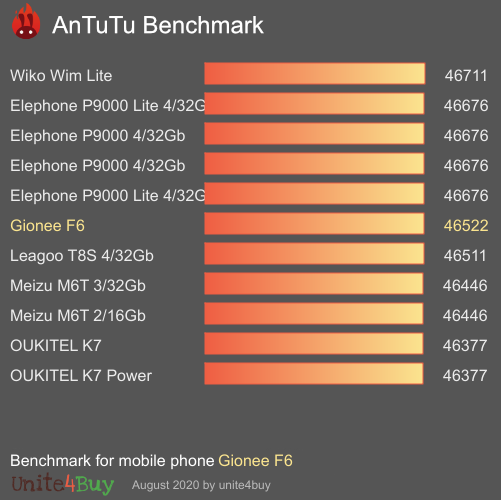 AnTuTu Benchmark
Wiko Wim Lite 46711
Elephone P9000 Lite 4/32G 46676
Elephone P9000 4/32Gb 46676
Elephone P9000 4/32Gb 46676
Elephone P9000 Lite 4/32G 46676
Gionee F6 46522
Leagoo T8S 4/32Gb 46511
Meizu M6T 3/32Gb 46446
Meizu M6T 2/16Gb 46446
OUKITEL K7 46377
OUKITEL K7 Power 46377
Benchmark for mobile phone Gionee F6
Unite4Buy August 2020 by unite4buy